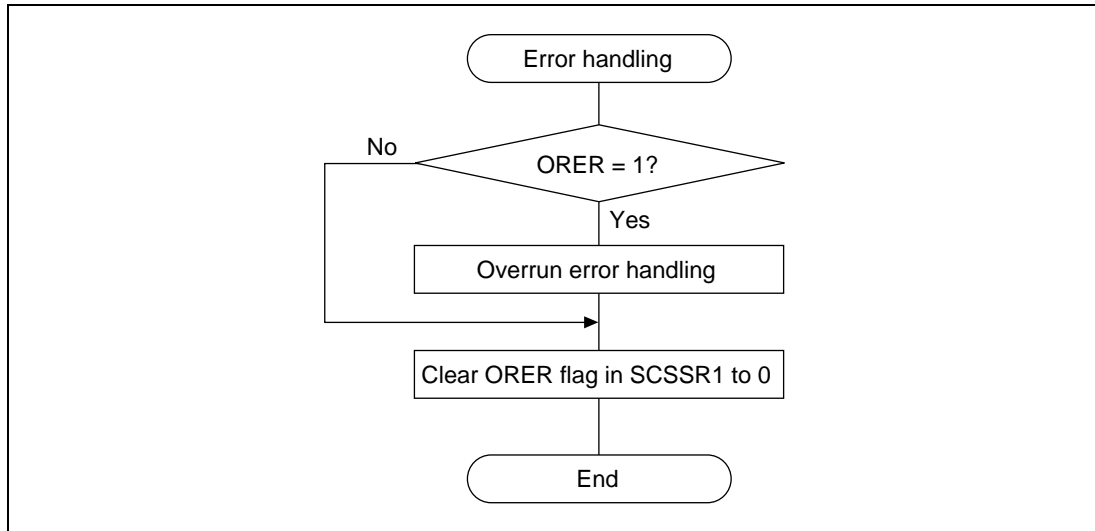 Error handling
No
ORER = 1?
Yes
Overrun error handling
Clear ORER flag in SCSSR1 to 0
End